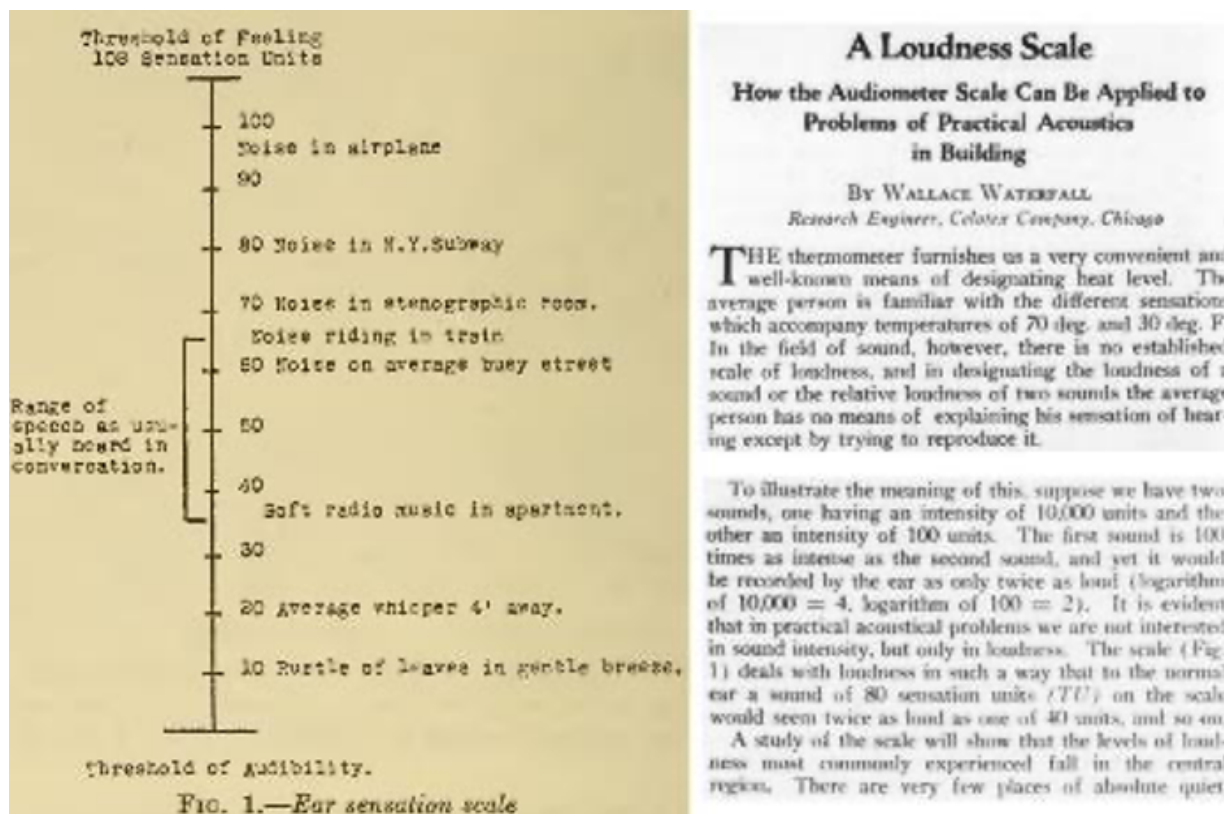 Threshold of Feeling
108 Sensation Units
100
Noise in airplane
90
80 Noise in N.Y.Subway
70 Noise in stenographic room.
Noise riding in train
60 Noise on average busy street
Range of
speech as usu-
ally heard in
conversation.
50
40
Soft radio music in apartment.
30
20 Average whisper 4' away.
10 Rustle of leaves in gentle breeze.
Threshold of Audibility.
FIG. 1.—Ear sensation scale
A Loudness Scale
How the Audiometer Scale Can Be Applied to
Problems of Practical Acoustics
in Building
BY WALLACE WATERFALL
Research Engineer, Celotex Company, Chicago
THE thermometer furnishes us a very convenient and
well-known means of designating heat level. The
average person is familiar with the different sensations
which accompany temperatures of 70 deg. and 30 deg. F.
In the field of sound, however, there is no established
scale of loudness, and in designating the loudness of a
sound or the relative loudness of two sounds the average
person has no means of explaining his sensation of hear-
ing except by trying to reproduce it.
To illustrate the meaning of this, suppose we have two
sounds, one having an intensity of 10,000 units and the
other an intensity of 100 units. The first sound is 100
times as intense as the second sound, and yet it would
be recorded by the ear as only twice as loud (logarithm
of 10,000 = 4, logarithm of 100 = 2). It is evident
that in practical acoustical problems we are not interested
in sound intensity, but only in loudness. The scale (Fig.
1) deals with loudness in such a way that to the normal
ear a sound of 80 sensation units (TU) on the scale
would seem twice as loud as one of 40 units, and so on.
A study of the scale will show that the levels of loud-
ness most commonly experienced fall in the central
region. There are very few places of absolute quiet